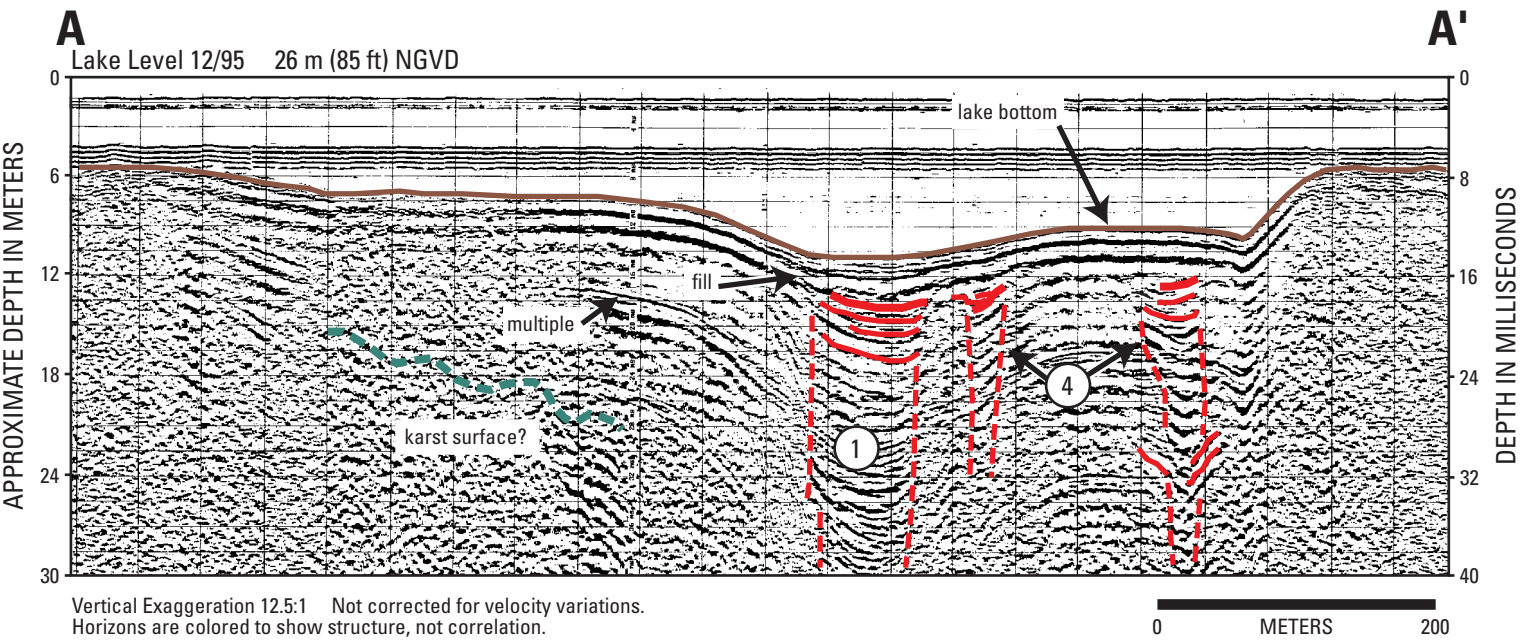 A
A'
Lake Level 12/95 26 m (85 ft) NGVD
0
6
12
18
24
30
APPROXIMATE DEPTH IN METERS
0
8
16
24
32
40
DEPTH IN MILLISECONDS
lake bottom
fill
multiple
4
karst surface?
1
Vertical Exaggeration 12.5:1 Not corrected for velocity variations.
Horizons are colored to show structure, not correlation.
0 METERS 200